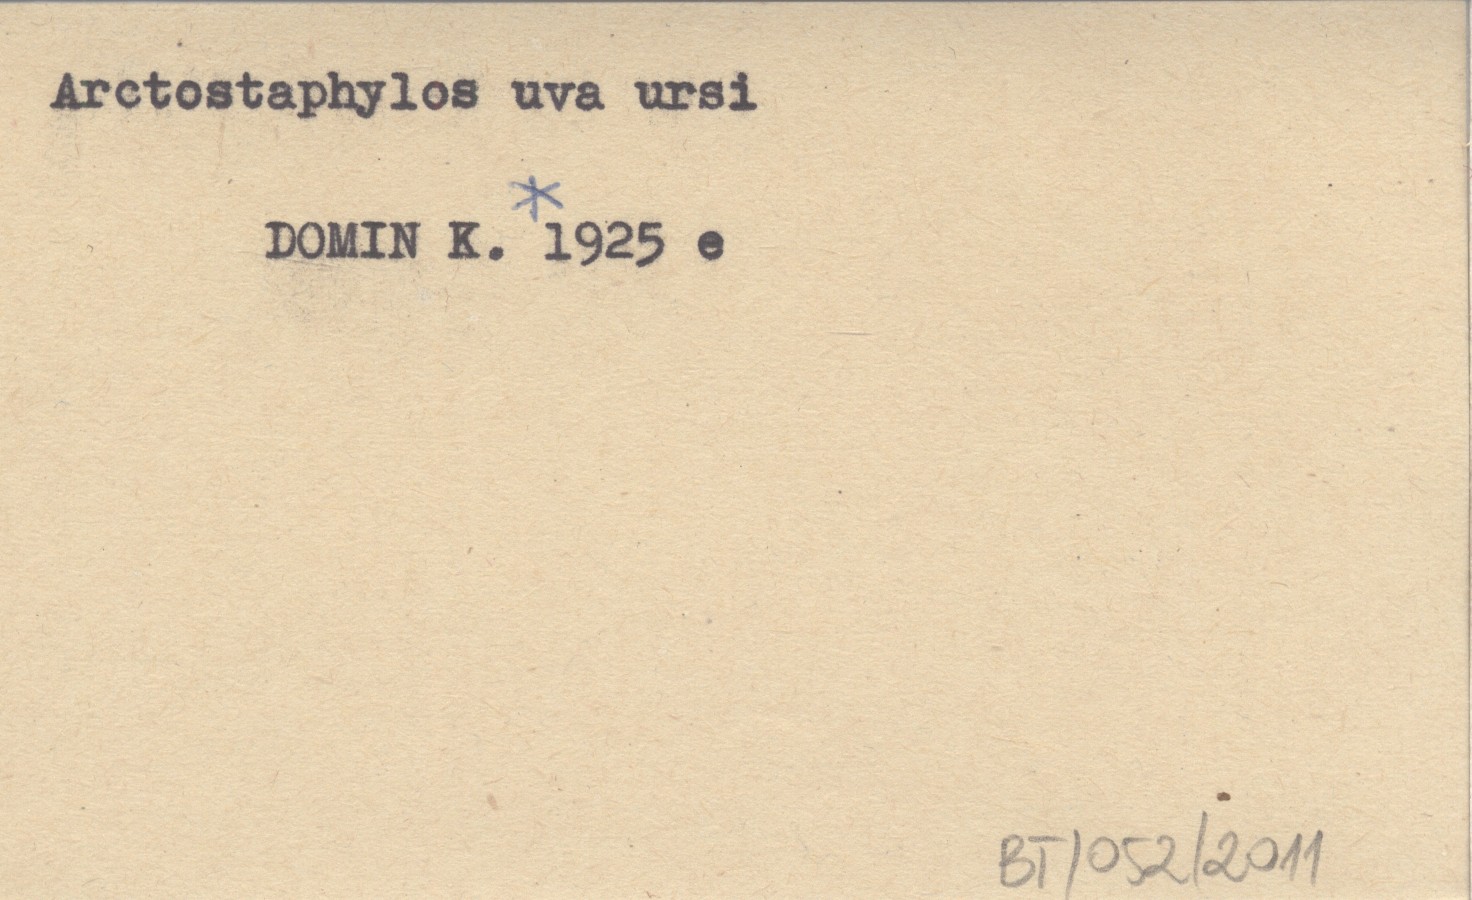 Arctostaphylos uva ursi
*
DOMIN K. 1925 e
BT/052/2011